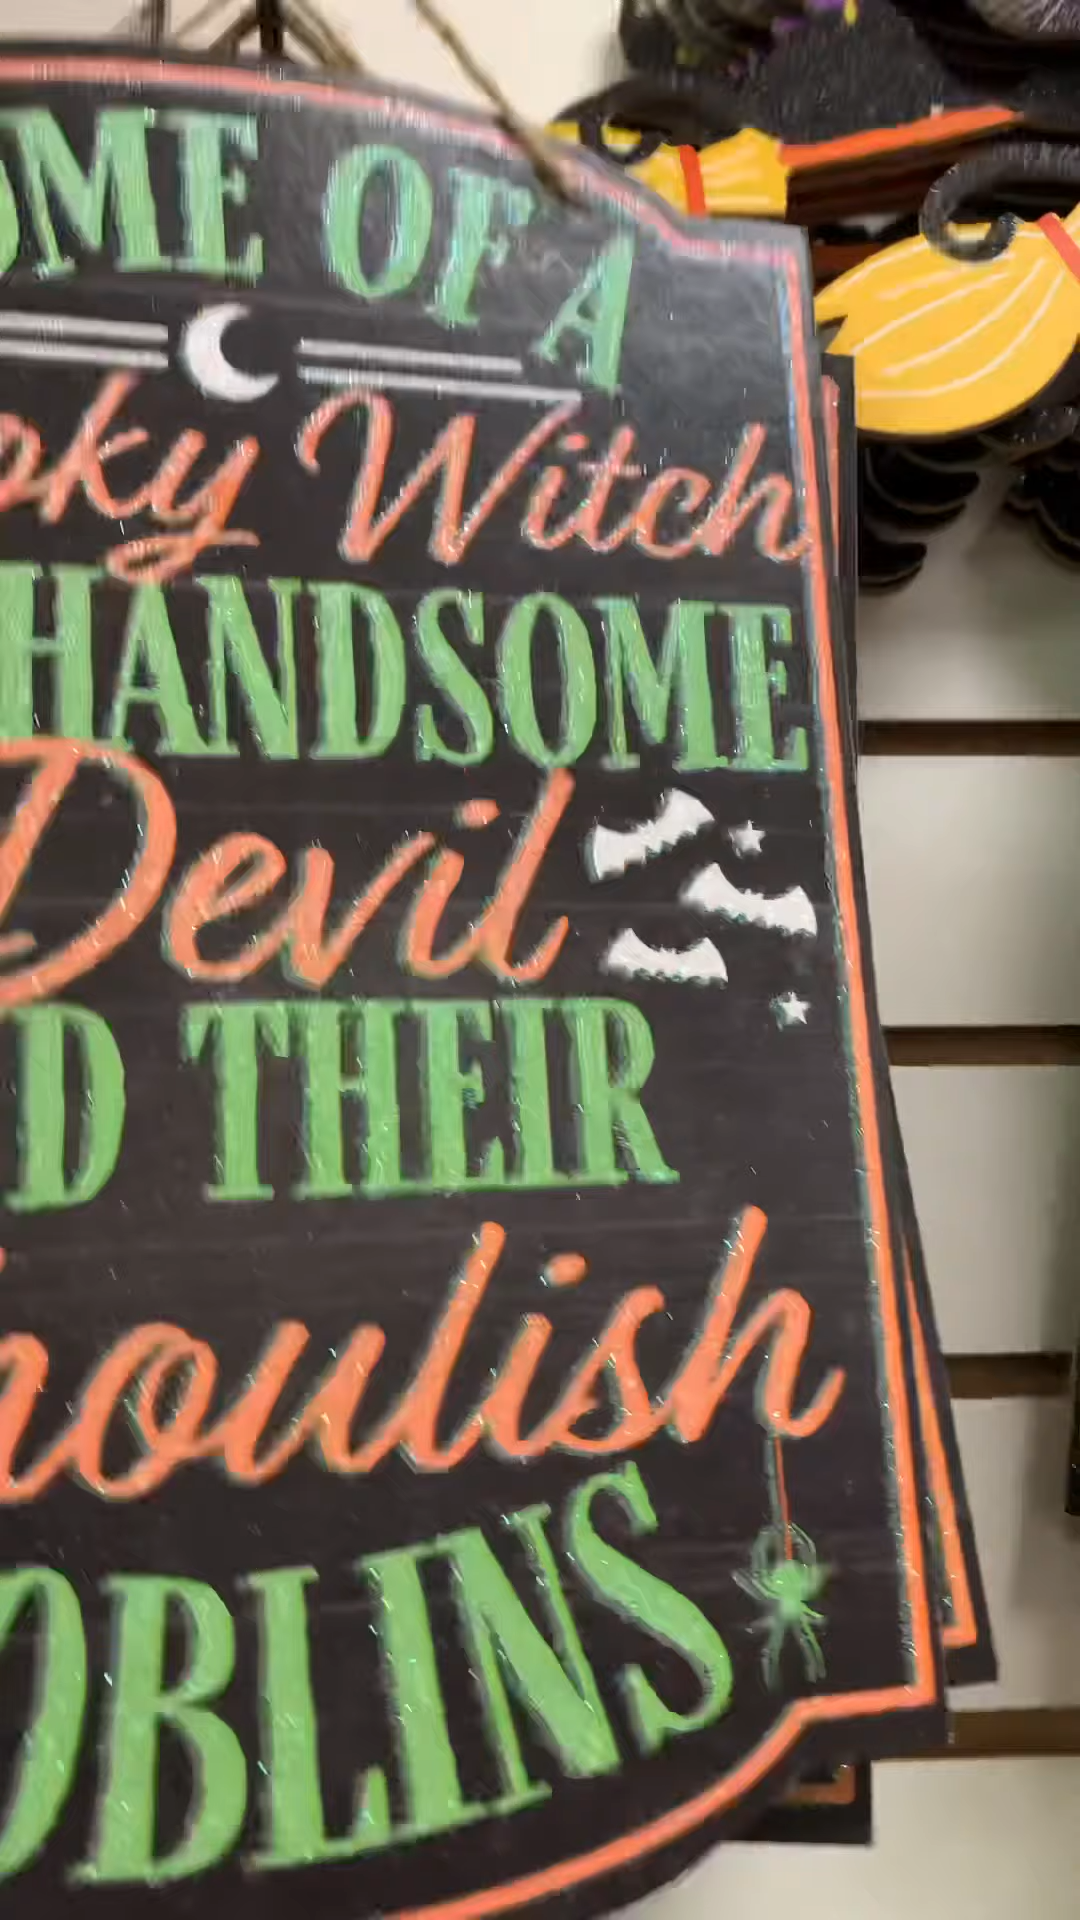 OME OF A
oky Witch
HANDSOME
Devil
D THEIR
houlish
OBLINS